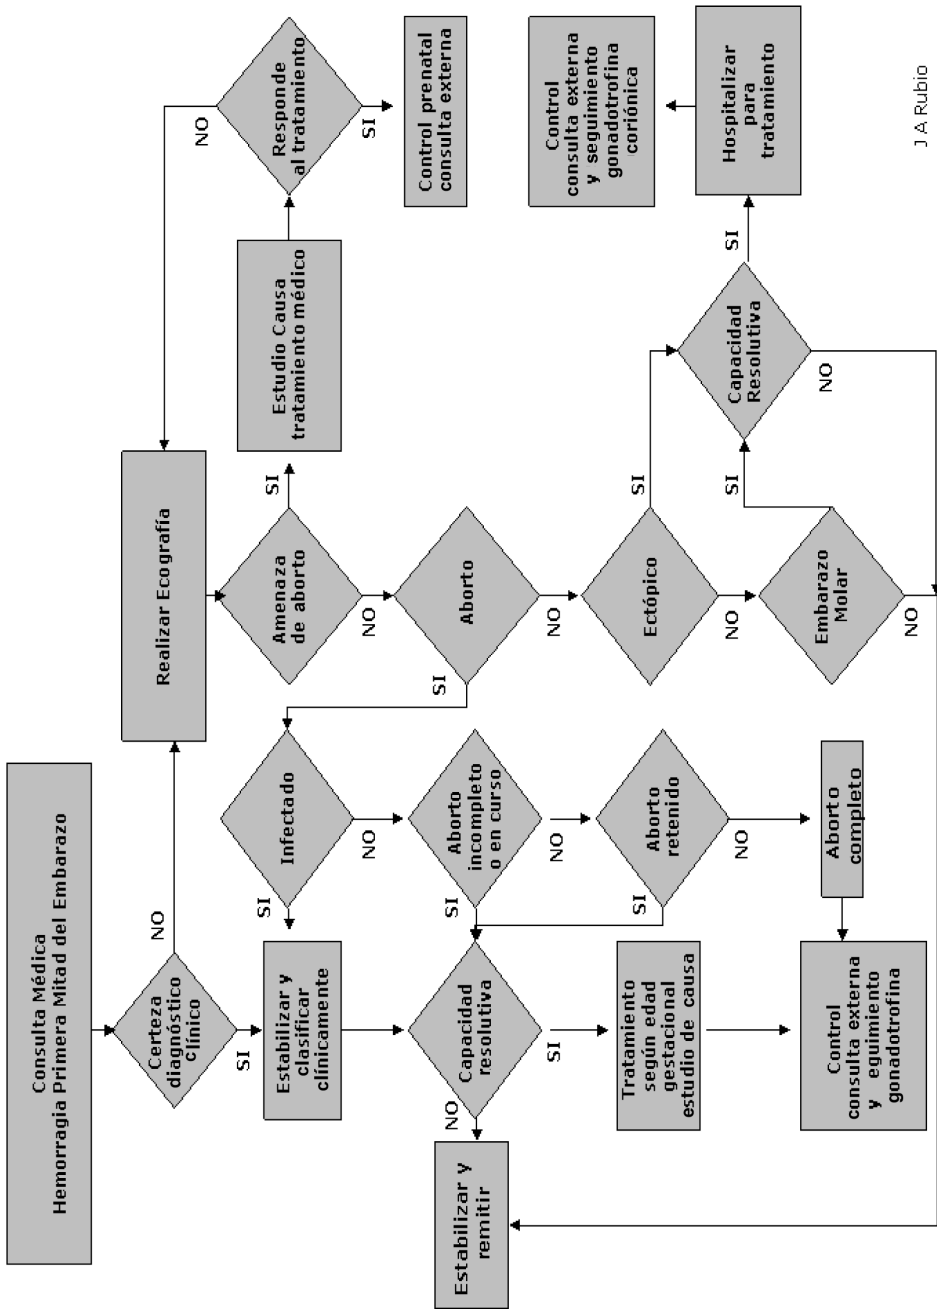 Consulta Médica
Hemorragia Primera Mitad del Embarazo
Certeza
diagnóstico
clínico
NO
SI
Realizar Ecografía
NO
Responde
al tratamiento
SI
Control prenatal
consulta externa
Estudio Causa
tratamiento médico
SI
Amenaza
de aborto
NO
Aborto
SI
NO
Infectado
SI
NO
Estabilizar y
clasificar
clínicamente
Aborto
incompleto
o en curso
SI
NO
Aborto
retenido
SI
NO
Aborto
completo
Capacidad
resolutiva
NO
SI
Estabilizar y
remitir
Tratamiento
según edad
gestacional
estudio de causa
Control
consulta externa
y eguimiento
gonadotrofina
Ectópico
SI
NO
Embarazo
Molar
SI
NO
Capacidad
Resolutiva
SI
NO
Hospitalizar
para
tratamiento
Control
consulta externa
y seguimiento
gonadotrofina
coriónica
J A Rubio